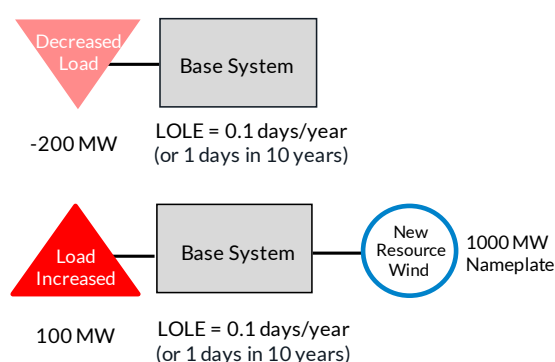 Decreased
Load
Base System
-200 MW
LOLE = 0.1 days/year
(or 1 days in 10 years)
Load
Increased
Base System
New
Resource
Wind
1000 MW
Nameplate
100 MW
LOLE = 0.1 days/year
(or 1 days in 10 years)